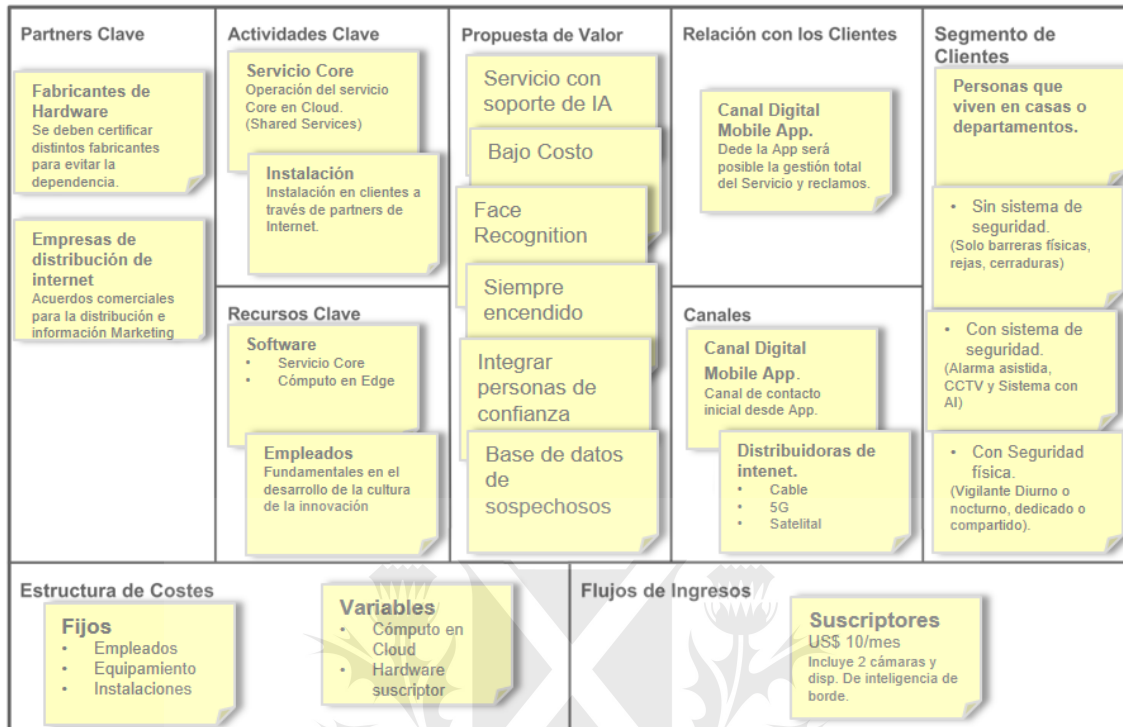 Partners Clave
Fabricantes de
Hardware
Se deben certificar
distintos fabricantes
para evitar la
dependencia.
Empresas de
distribución de
internet
Acuerdos comerciales
para la distribución e
información Marketing
Actividades Clave
Servicio Core
Operación del servicio
Core en Cloud.
(Shared Services)
Instalación
Instalación en clientes a
través de partners de
Internet.
Recursos Clave
Software
• Servicio Core
• Cómputo en Edge
Empleados
Fundamentales en el
desarrollo de la cultura
de la innovación
Propuesta de Valor
Servicio con
soporte de IA
Bajo Costo
Face
Recognition
Siempre
encendido
Integrar
personas de
confianza
Base de datos
de
sospechosos
Relación con los Clientes
Canal Digital
Mobile App.
Dede la App será
posible la gestión total
del Servicio y reclamos.
Canales
Canal Digital
Mobile App.
Canal de contacto
inicial desde App.
Distribuidoras de
intenet.
• Cable
• 5G
• Satelital
Segmento de
Clientes
Personas que
viven en casas o
departamentos.
• Sin sistema de
seguridad.
(Solo barreras físicas,
rejas, cerraduras)
• Con sistema de
seguridad.
(Alarma asistida,
CCTV y Sistema con
AI)
• Con Seguridad
física.
(Vigilante Diurno o
nocturno, dedicado o
compartido).
Estructura de Costes
Fijos
• Empleados
• Equipamiento
• Instalaciones
Variables
• Cómputo en
Cloud
• Hardware
suscriptor
Flujos de Ingresos
Suscriptores
US$ 10/mes
Incluye 2 cámaras y
disp. De inteligencia de
borde.